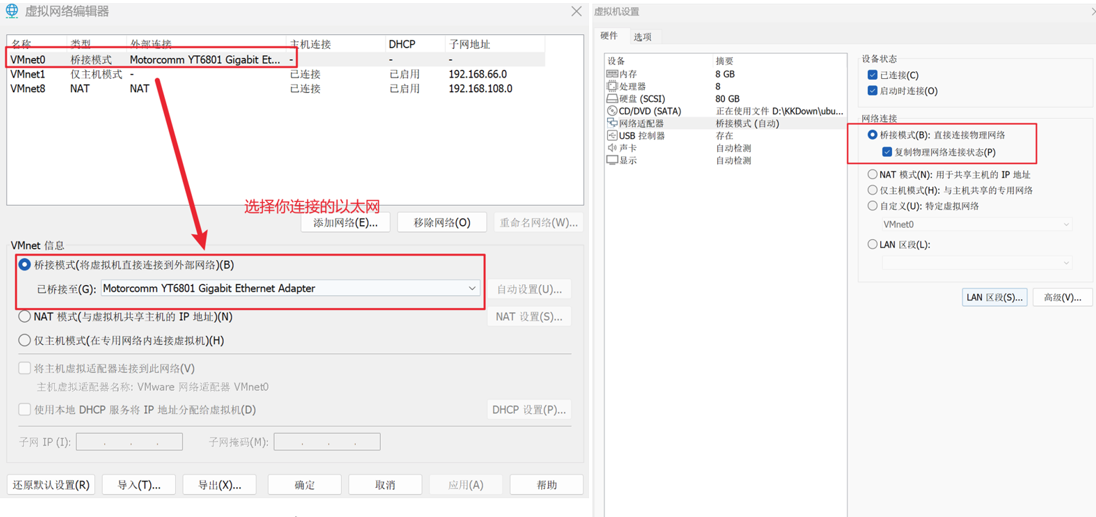 虚拟网络编辑器
名称 类型 外部连接 主机连接 DHCP 子网地址
VMnet0 桥接模式 Motorcomm YT6801 Gigabit Et... - - -
VMnet1 仅主机模式 - 已连接 已启用 192.168.66.0
VMnet8 NAT NAT 已连接 已启用 192.168.108.0
选择你连接的以太网
添加网络(E)... 移除网络(O) 重命名网络(W)...
VMnet 信息
桥接模式(将虚拟机直接连接到外部网络)(B)
已桥接至(G): Motorcomm YT6801 Gigabit Ethernet Adapter 自动设置(U)...
NAT 模式(与虚拟机共享主机的 IP 地址)(N) NAT 设置(S)...
仅主机模式(在专用网络内连接虚拟机)(H)
将主机虚拟适配器连接到此网络(V)
主机虚拟适配器名称: VMware 网络适配器 VMnet0
使用本地 DHCP 服务将 IP 地址分配给虚拟机(D) DHCP 设置(P)...
子网 IP (I): . . . 子网掩码(M): . . .
还原默认设置(R) 导入(T)... 导出(X)... 确定 取消 应用(A) 帮助
虚拟机设置
硬件 选项
设备 摘要
内存 8 GB
处理器 8
硬盘 (SCSI) 80 GB
CD/DVD (SATA) 正在使用文件 D:\KKDown\ubu...
网络适配器 桥接模式 (自动)
USB 控制器 存在
声卡 自动检测
显示 自动检测
设备状态
已连接(C)
启动时连接(O)
网络连接
桥接模式(B): 直接连接物理网络
复制物理网络连接状态(P)
NAT 模式(N): 用于共享主机的 IP 地址
仅主机模式(H): 与主机共享的专用网络
自定义(U): 特定虚拟网络
VMnet0
LAN 区段(L):
LAN 区段(S)... 高级(V)...